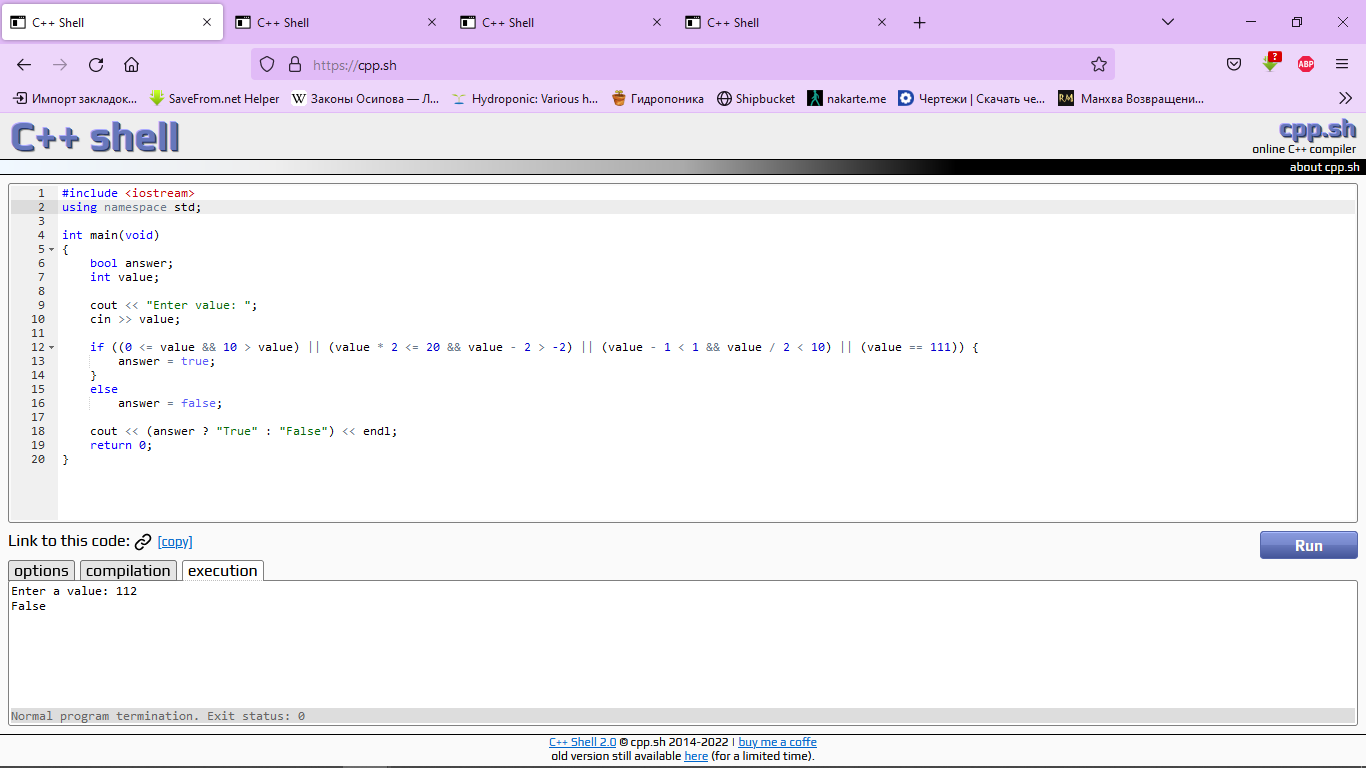 C++ Shell
C++ Shell
C++ Shell
C++ Shell
https://cpp.sh
?
ABP
Импорт закладок...
SaveFrom.net Helper
W Законы Осипова — Л...
Hydroponic: Various h...
Гидропоника
Shipbucket
nakarte.me
Чертежи | Скачать че...
RM Манхва Возвращени...
C++ shell
cpp.sh
online C++ compiler
about cpp.sh
1 #include <iostream>
2 using namespace std;
3
4 int main(void)
5 {
6 bool answer;
7 int value;
8
9 cout << "Enter value: ";
10 cin >> value;
11
12 if ((0 <= value && 10 > value) || (value * 2 <= 20 && value - 2 > -2) || (value - 1 < 1 && value / 2 < 10) || (value == 111)) {
13 answer = true;
14 }
15 else
16 answer = false;
17
18 cout << (answer ? "True" : "False") << endl;
19 return 0;
20 }
Link to this code: [copy]
Run
options compilation execution
Enter a value: 112
False
Normal program termination. Exit status: 0
C++ Shell 2.0 © cpp.sh 2014-2022 | buy me a coffe
old version still available here (for a limited time).